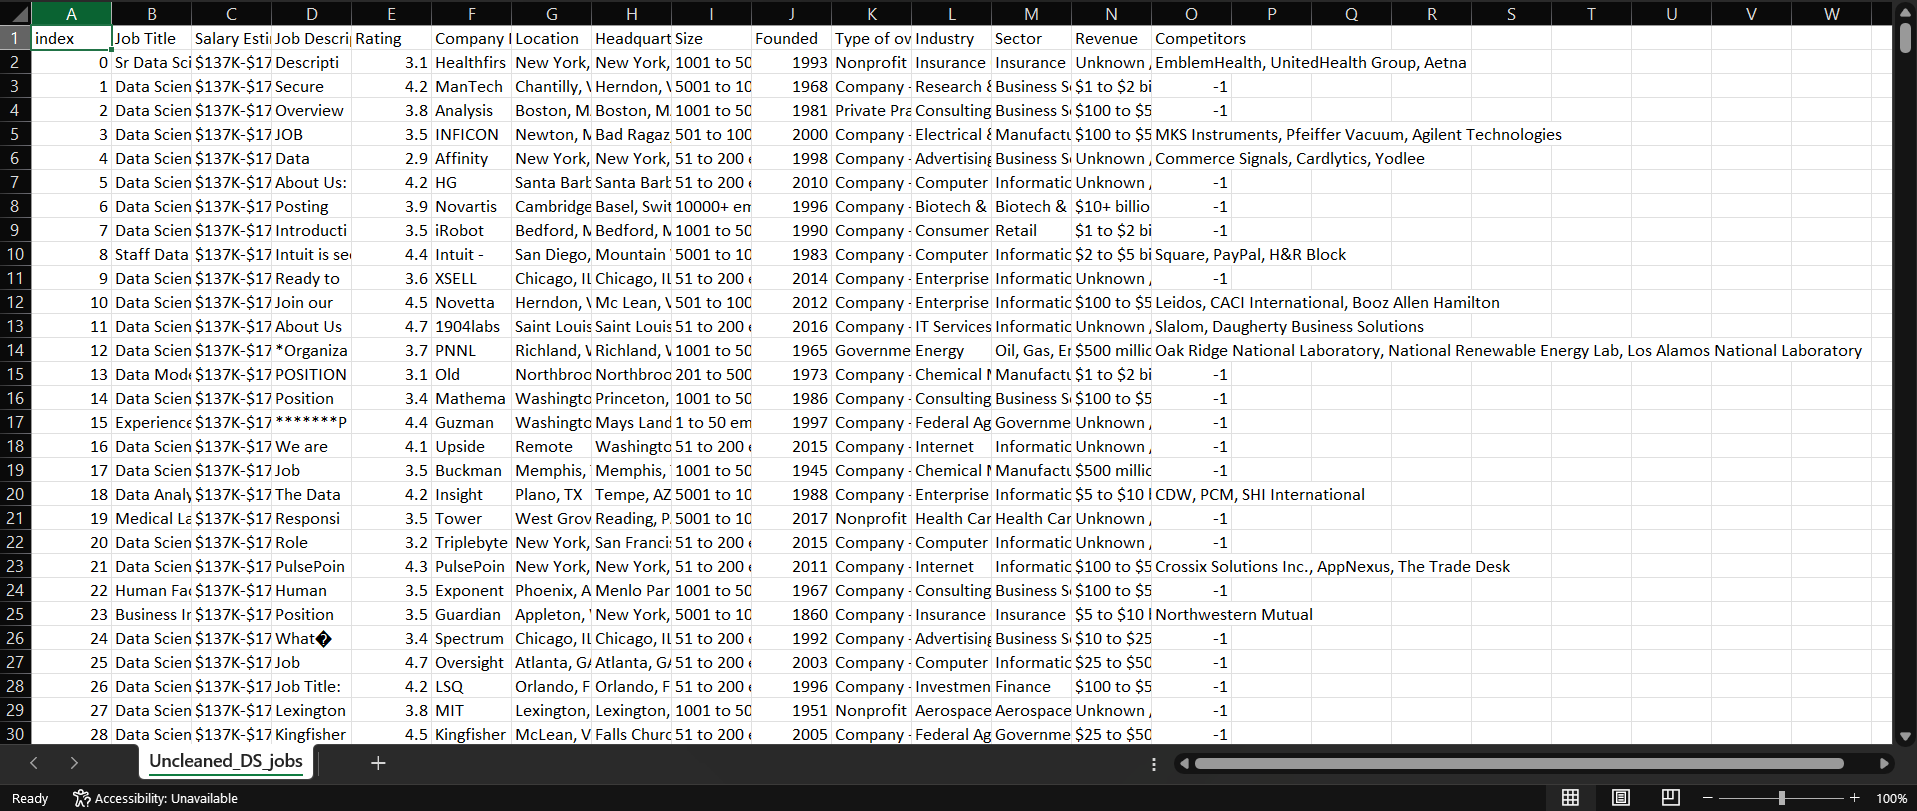 A B C D E F G H I J K L M N O P Q R S T U V W
1 index Job Title Salary Esti Job Descri Rating Company Location Headquart Size Founded Type of ow Industry Sector Revenue Competitors
2 0 Sr Data Sci $137K-$17 Descripti 3.1 Healthfirs New York, New York, 1001 to 50 1993 Nonprofit Insurance Insurance Unknown EmblemHealth, UnitedHealth Group, Aetna
3 1 Data Scien $137K-$17 Secure 4.2 ManTech Chantilly, Herndon, 5001 to 10 1968 Company - Research & Business S $1 to $2 bi -1
4 2 Data Scien $137K-$17 Overview 3.8 Analysis Boston, M Boston, M 1001 to 50 1981 Private Pra Consulting Business S $100 to $5 -1
5 3 Data Scien $137K-$17 JOB 3.5 INFICON Newton, M Bad Ragaz 501 to 100 2000 Company - Electrical & Manufactu $100 to $5 MKS Instruments, Pfeiffer Vacuum, Agilent Technologies
6 4 Data Scien $137K-$17 Data 2.9 Affinity New York, New York, 51 to 200 1998 Company - Advertising Business S Unknown Commerce Signals, Cardlytics, Yodlee
7 5 Data Scien $137K-$17 About Us: 4.2 HG Santa Barb Santa Barb 51 to 200 2010 Company - Computer Informatic Unknown -1
8 6 Data Scien $137K-$17 Posting 3.9 Novartis Cambridge Basel, Swit 10000+ em 1996 Company - Biotech & Biotech & $10+ billio -1
9 7 Data Scien $137K-$17 Introducti 3.5 iRobot Bedford, M Bedford, M 1001 to 50 1990 Company - Consumer Retail $1 to $2 bi -1
10 8 Staff Data $137K-$17 Intuit is se 4.4 Intuit - San Diego, Mountain 5001 to 10 1983 Company - Computer Informatic $2 to $5 bi Square, PayPal, H&R Block
11 9 Data Scien $137K-$17 Ready to 3.6 XSELL Chicago, IL Chicago, IL 51 to 200 2014 Company - Enterprise Informatic Unknown -1
12 10 Data Scien $137K-$17 Join our 4.5 Novetta Herndon, Mc Lean, 501 to 100 2012 Company - Enterprise Informatic $100 to $5 Leidos, CACI International, Booz Allen Hamilton
13 11 Data Scien $137K-$17 About Us 4.7 1904labs Saint Louis Saint Louis 51 to 200 2016 Company - IT Services Informatic Unknown Slalom, Daugherty Business Solutions
14 12 Data Scien $137K-$17 *Organiza 3.7 PNNL Richland, Richland, 1001 to 50 1965 Governme Energy Oil, Gas, En $500 millic Oak Ridge National Laboratory, National Renewable Energy Lab, Los Alamos National Laboratory
15 13 Data Mode $137K-$17 POSITION 3.1 Old Northbroo Northbroo 201 to 500 1973 Company - Chemical Manufactu $1 to $2 bi -1
16 14 Data Scien $137K-$17 Position 3.4 Mathema Washingto Princeton, 1001 to 50 1986 Company - Consulting Business S $100 to $5 -1
17 15 Experience $137K-$17 *******P 4.4 Guzman Washingto Mays Land 1 to 50 em 1997 Company - Federal Ag Governme Unknown -1
18 16 Data Scien $137K-$17 We are 4.1 Upside Remote Washingto 51 to 200 2015 Company - Internet Informatic Unknown -1
19 17 Data Scien $137K-$17 Job 3.5 Buckman Memphis, Memphis, 1001 to 50 1945 Company - Chemical Manufactu $500 millic -1
20 18 Data Analy $137K-$17 The Data 4.2 Insight Plano, TX Tempe, AZ 5001 to 10 1988 Company - Enterprise Informatic $5 to $10 CDW, PCM, SHI International
21 19 Medical La $137K-$17 Responsi 3.5 Tower West Grov Reading, P 5001 to 10 2017 Nonprofit Health Car Health Car Unknown -1
22 20 Data Scien $137K-$17 Role 3.2 Triplebyte New York, San Franci 51 to 200 2015 Company - Computer Informatic Unknown -1
23 21 Data Scien $137K-$17 PulsePoin 4.3 PulsePoin New York, New York, 51 to 200 2011 Company - Internet Informatic $100 to $5 Crossix Solutions Inc., AppNexus, The Trade Desk
24 22 Human Fac $137K-$17 Human 3.5 Exponent Phoenix, A Menlo Par 1001 to 50 1967 Company - Consulting Business S $100 to $5 -1
25 23 Business In $137K-$17 Position 3.5 Guardian Appleton, New York, 5001 to 10 1860 Company - Insurance Insurance $5 to $10 Northwestern Mutual
26 24 Data Scien $137K-$17 What� 3.4 Spectrum Chicago, IL Chicago, IL 51 to 200 1992 Company - Advertising Business S $10 to $25 -1
27 25 Data Scien $137K-$17 Job 4.7 Oversight Atlanta, GA Atlanta, GA 51 to 200 2003 Company - Computer Informatic $25 to $50 -1
28 26 Data Scien $137K-$17 Job Title: 4.2 LSQ Orlando, F Orlando, F 51 to 200 1996 Company - Investmen Finance $100 to $5 -1
29 27 Data Scien $137K-$17 Lexington 3.8 MIT Lexington, Lexington, 1001 to 50 1951 Nonprofit Aerospace Aerospace Unknown -1
30 28 Data Scien $137K-$17 Kingfisher 4.5 Kingfisher McLean, V Falls Churc 51 to 200 2005 Company - Federal Ag Governme $25 to $50 -1
Uncleaned_DS_jobs
Ready Accessibility: Unavailable 100%